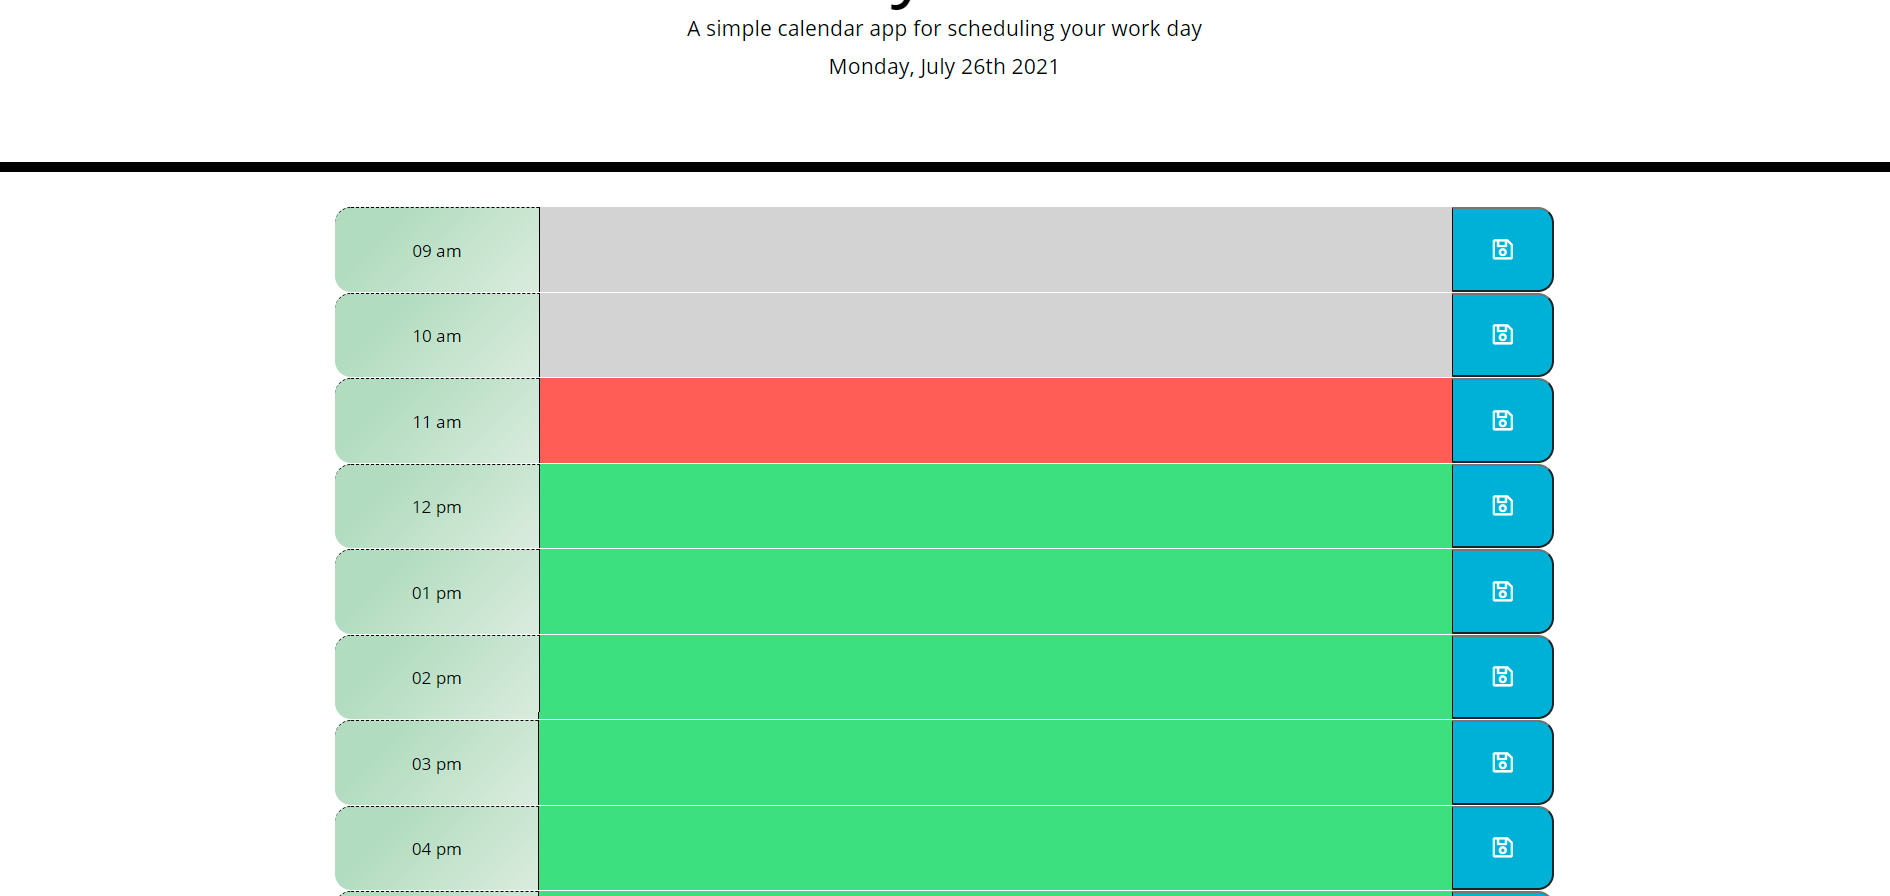 A simple calendar app for scheduling your work day
Monday, July 26th 2021
09 am
10 am
11 am
12 pm
01 pm
02 pm
03 pm
04 pm